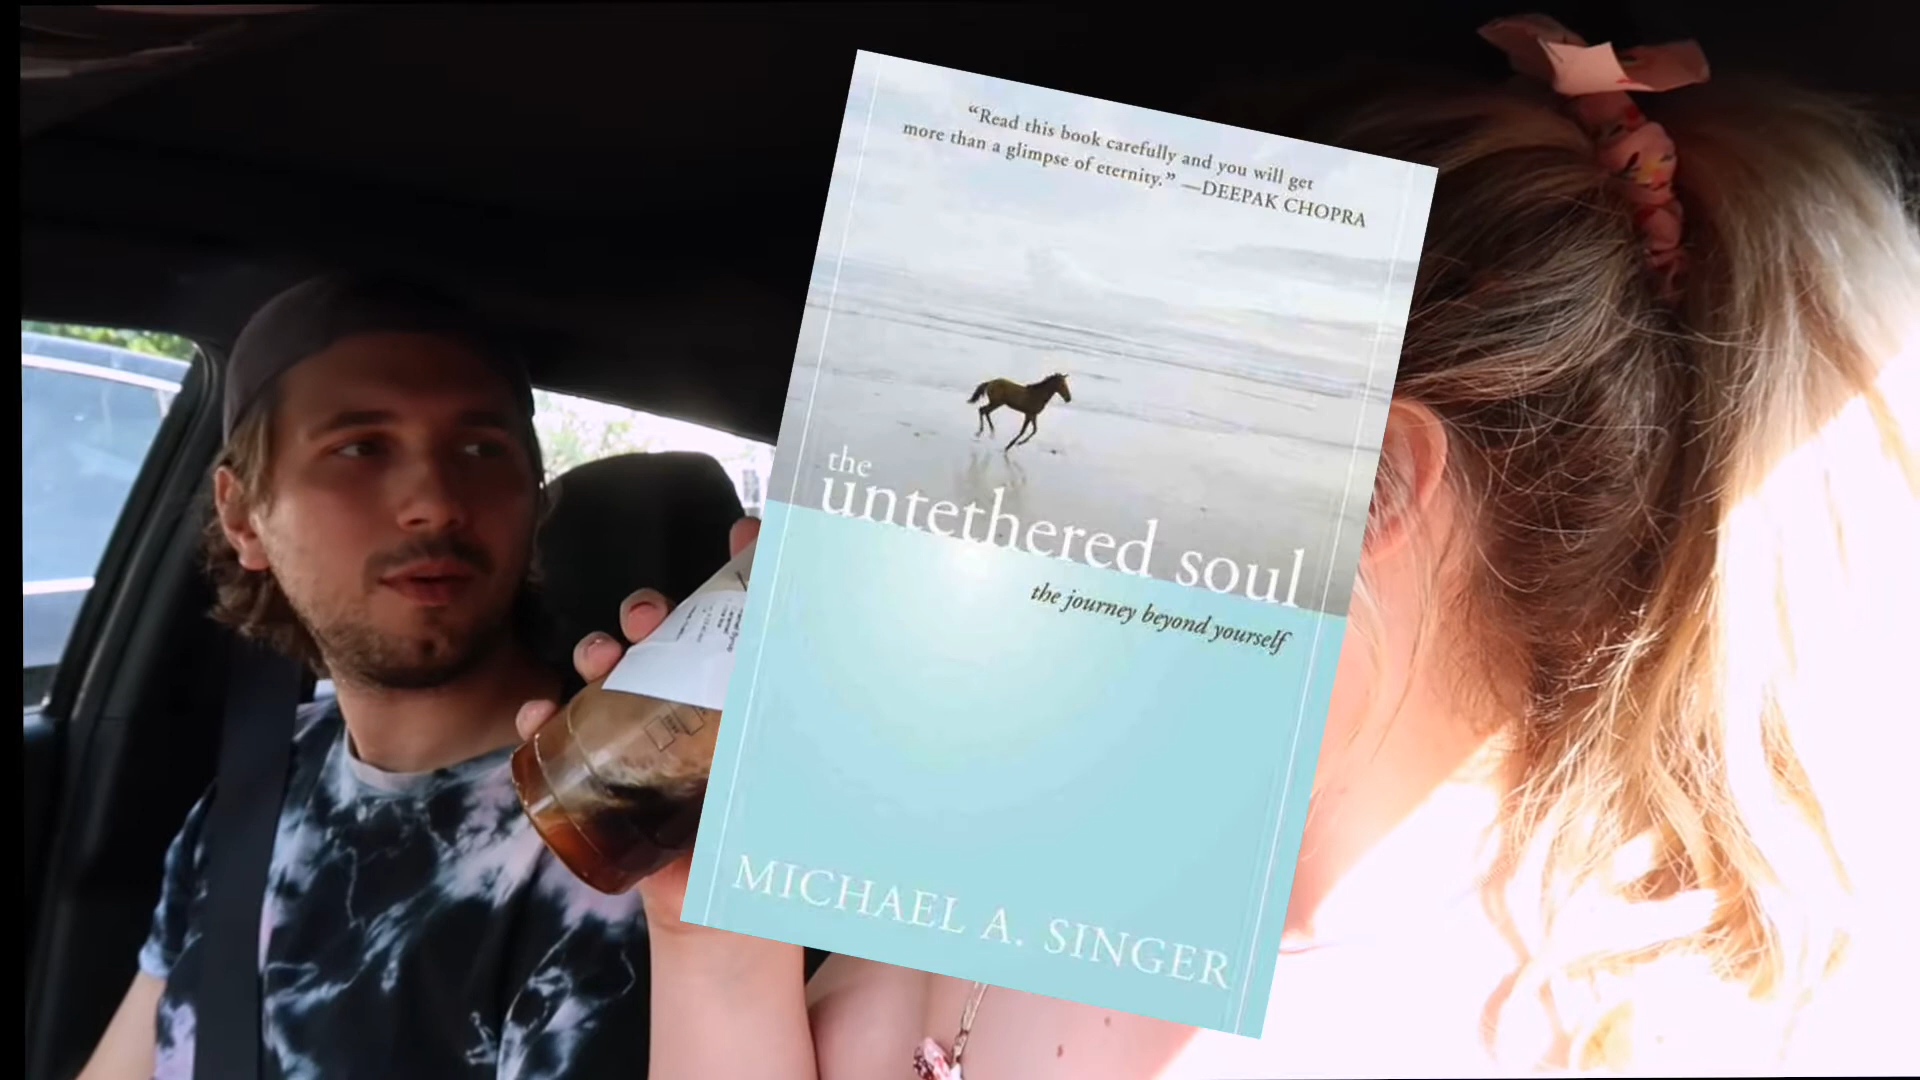 “Read this book carefully and you will get
more than a glimpse of eternity.” —DEEPAK CHOPRA
the
untethered soul
the journey beyond yourself
MICHAEL A. SINGER